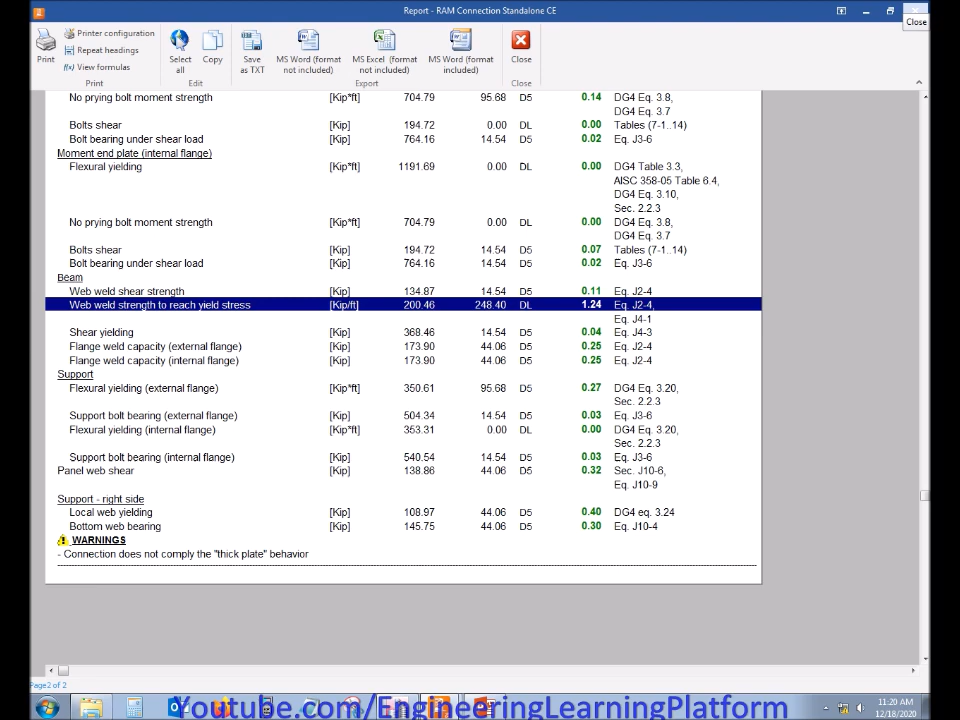 Report - RAM Connection Standalone CE
Close
Print
Printer configuration
Repeat headings
f(x) View formulas
Print
Select all
Copy
Edit
Save as TXT
MS Word (format not included)
MS Excel (format not included)
MS Word (format included)
Export
Close
Close
No prying bolt moment strength [Kip*ft] 704.79 95.68 D5 0.14 DG4 Eq. 3.8,
DG4 Eq. 3.7
Bolts shear [Kip] 194.72 0.00 DL 0.00 Tables (7-1..14)
Bolt bearing under shear load [Kip] 764.16 14.54 D5 0.02 Eq. J3-6
Moment end plate (internal flange)
Flexural yielding [Kip*ft] 1191.69 0.00 DL 0.00 DG4 Table 3.3,
AISC 358-05 Table 6.4,
DG4 Eq. 3.10,
Sec. 2.2.3
No prying bolt moment strength [Kip*ft] 704.79 0.00 DL 0.00 DG4 Eq. 3.8,
DG4 Eq. 3.7
Bolts shear [Kip] 194.72 14.54 D5 0.07 Tables (7-1..14)
Bolt bearing under shear load [Kip] 764.16 14.54 D5 0.02 Eq. J3-6
Beam
Web weld shear strength [Kip] 134.87 14.54 D5 0.11 Eq. J2-4
Web weld strength to reach yield stress [Kip/ft] 200.46 248.40 DL 1.24 Eq. J2-4,
Eq. J4-1
Shear yielding [Kip] 368.46 14.54 D5 0.04 Eq. J4-3
Flange weld capacity (external flange) [Kip] 173.90 44.06 D5 0.25 Eq. J2-4
Flange weld capacity (internal flange) [Kip] 173.90 44.06 D5 0.25 Eq. J2-4
Support
Flexural yielding (external flange) [Kip*ft] 350.61 95.68 D5 0.27 DG4 Eq. 3.20,
Sec. 2.2.3
Support bolt bearing (external flange) [Kip] 504.34 14.54 D5 0.03 Eq. J3-6
Flexural yielding (internal flange) [Kip*ft] 353.31 0.00 DL 0.00 DG4 Eq. 3.20,
Sec. 2.2.3
Support bolt bearing (internal flange) [Kip] 540.54 14.54 D5 0.03 Eq. J3-6
Panel web shear [Kip] 138.86 44.06 D5 0.32 Sec. J10-6,
Eq. J10-9
Support - right side
Local web yielding [Kip] 108.97 44.06 D5 0.40 DG4 eq. 3.24
Bottom web bearing [Kip] 145.75 44.06 D5 0.30 Eq. J10-4
WARNINGS
- Connection does not comply the "thick plate" behavior
Page2 of 2
Youtube.com/EngineeringLearningPlatform
11:20 AM
12/18/2020